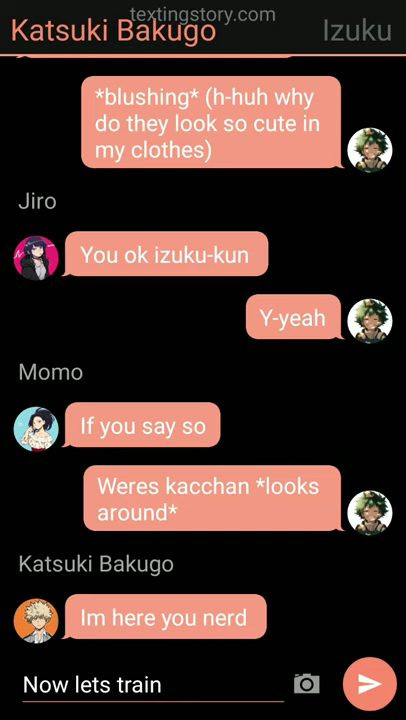 textingstory.com
Katsuki Bakugo
Izuku
*blushing* (h-huh why
do they look so cute in
my clothes)
Jiro
You ok izuku-kun
Y-yeah
Momo
If you say so
Weres kacchan *looks
around*
Katsuki Bakugo
Im here you nerd
Now lets train